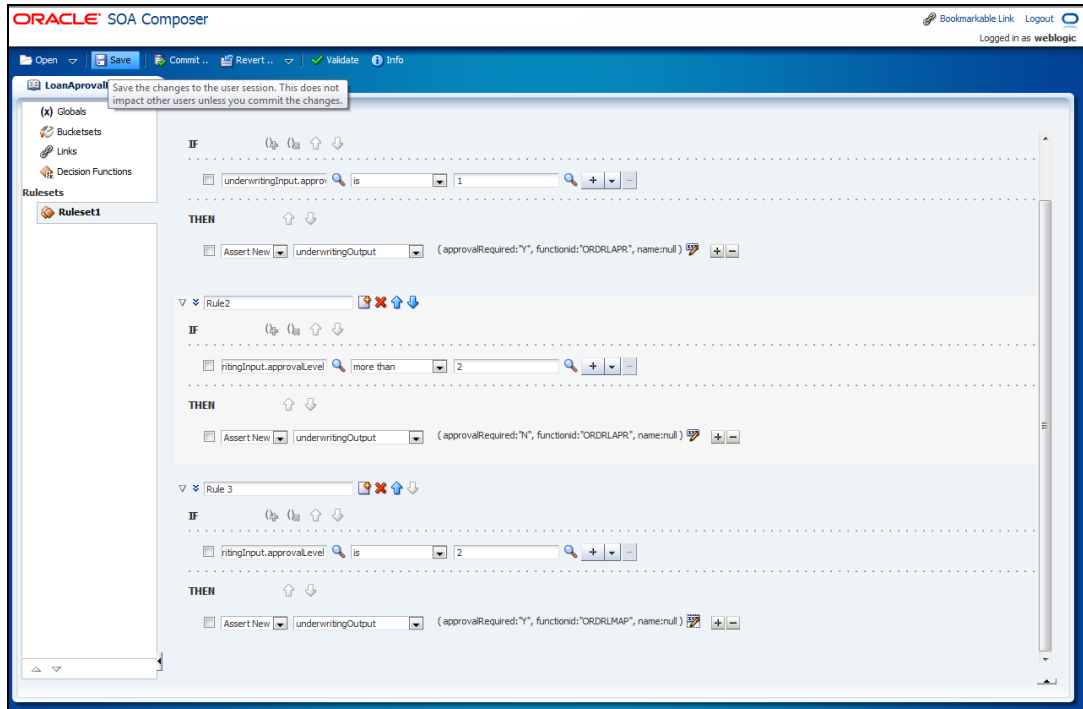 ORACLE SOA Composer
Bookmarkable Link Logout
Logged in as weblogic
Open Save Commit .. Revert .. Validate Info
LoanAproval
Save the changes to the user session. This does not
impact other users unless you commit the changes.
(x) Globals
Bucketsets
Links
Decision Functions
Rulesets
Ruleset1
IF
underwritingInput.approv is 1
THEN
Assert New underwritingOutput (approvalRequired:"Y", functionid:"ORDRLAPR", name:null )
Rule2
IF
ritingInput.approvalLevel more than 2
THEN
Assert New underwritingOutput (approvalRequired:"N", functionid:"ORDRLAPR", name:null )
Rule 3
IF
ritingInput.approvalLevel is 2
THEN
Assert New underwritingOutput (approvalRequired:"Y", functionid:"ORDRLMAP", name:null )